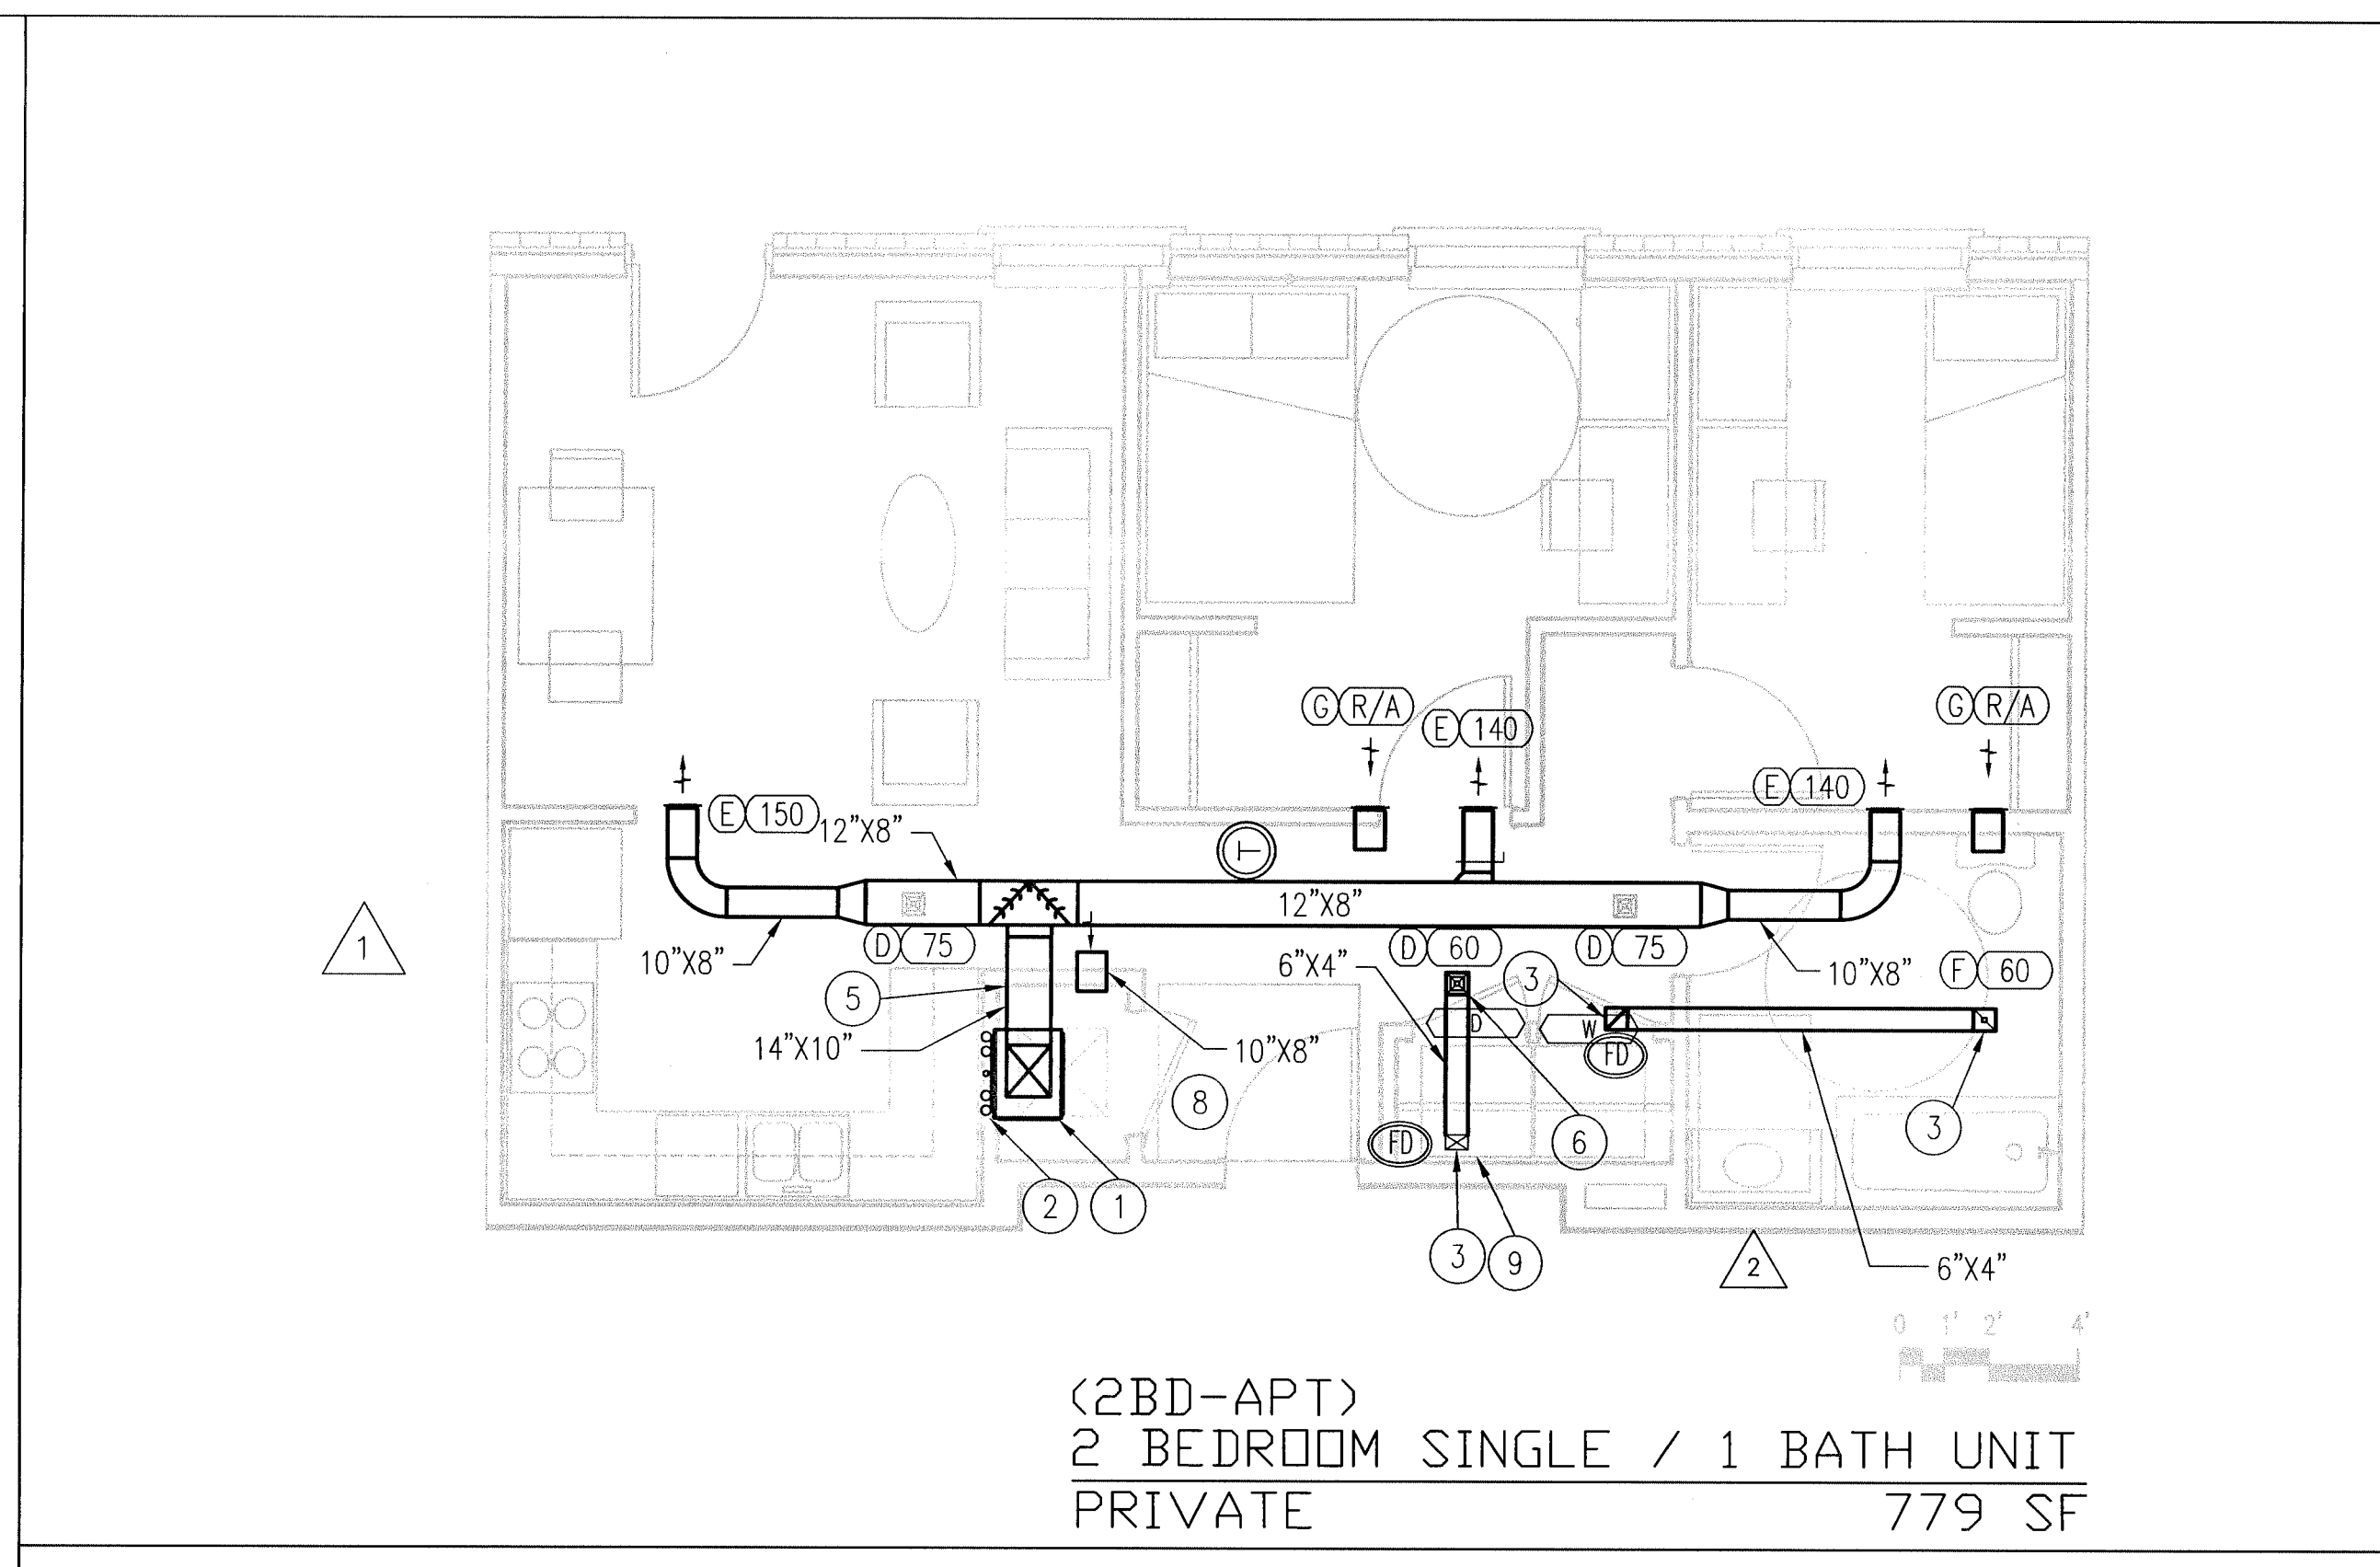 G R/A
G R/A
E 140
E 140
E 150
12"X8"
12"X8"
1
D 75
D 60
D 75
10"X8"
6"X4"
3
10"X8"
F 60
5
D
W
14"X10"
10"X8"
FD
8
3
FD
6
2
1
3
9
2
6"X4"
0 1' 2' 4'
(2BD-APT)
2 BEDROOM SINGLE / 1 BATH UNIT
PRIVATE 779 SF